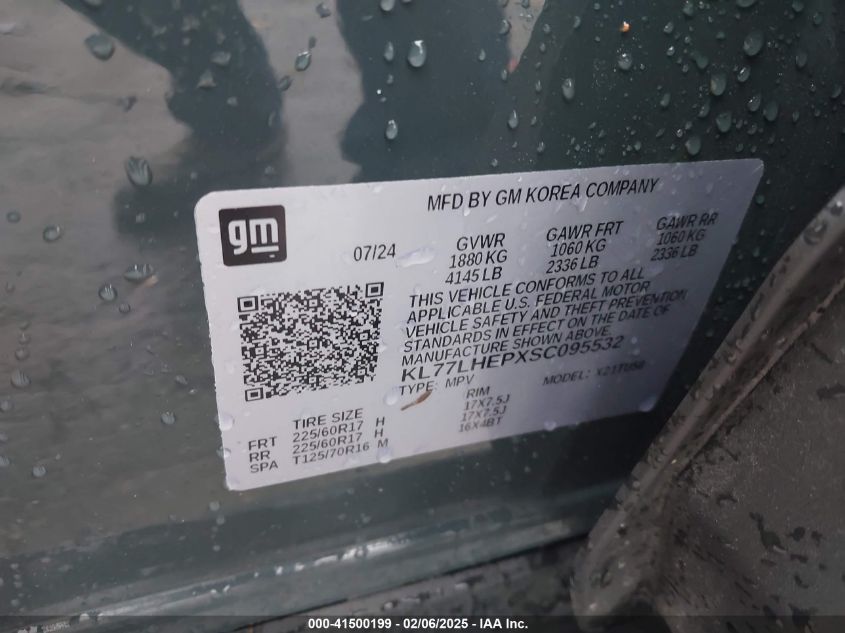 MFD BY GM KOREA COMPANY
gm
07/24
GVWR
1880 KG
4145 LB
GAWR FRT
1060 KG
2336 LB
GAWR RR
1060 KG
2336 LB
THIS VEHICLE CONFORMS TO ALL
APPLICABLE U.S. FEDERAL MOTOR
VEHICLE SAFETY AND THEFT PREVENTION
STANDARDS IN EFFECT ON THE DATE OF
MANUFACTURE SHOWN ABOVE.
KL77LHEPXSC095532
TYPE: MPV
MODEL: X21TU58
TIRE SIZE
RIM
FRT 225/60R17 H 17X7.5J
RR 225/60R17 H 17X7.5J
SPA T125/70R16 M 16X4BT
000-41500199 - 02/06/2025 - IAA Inc.